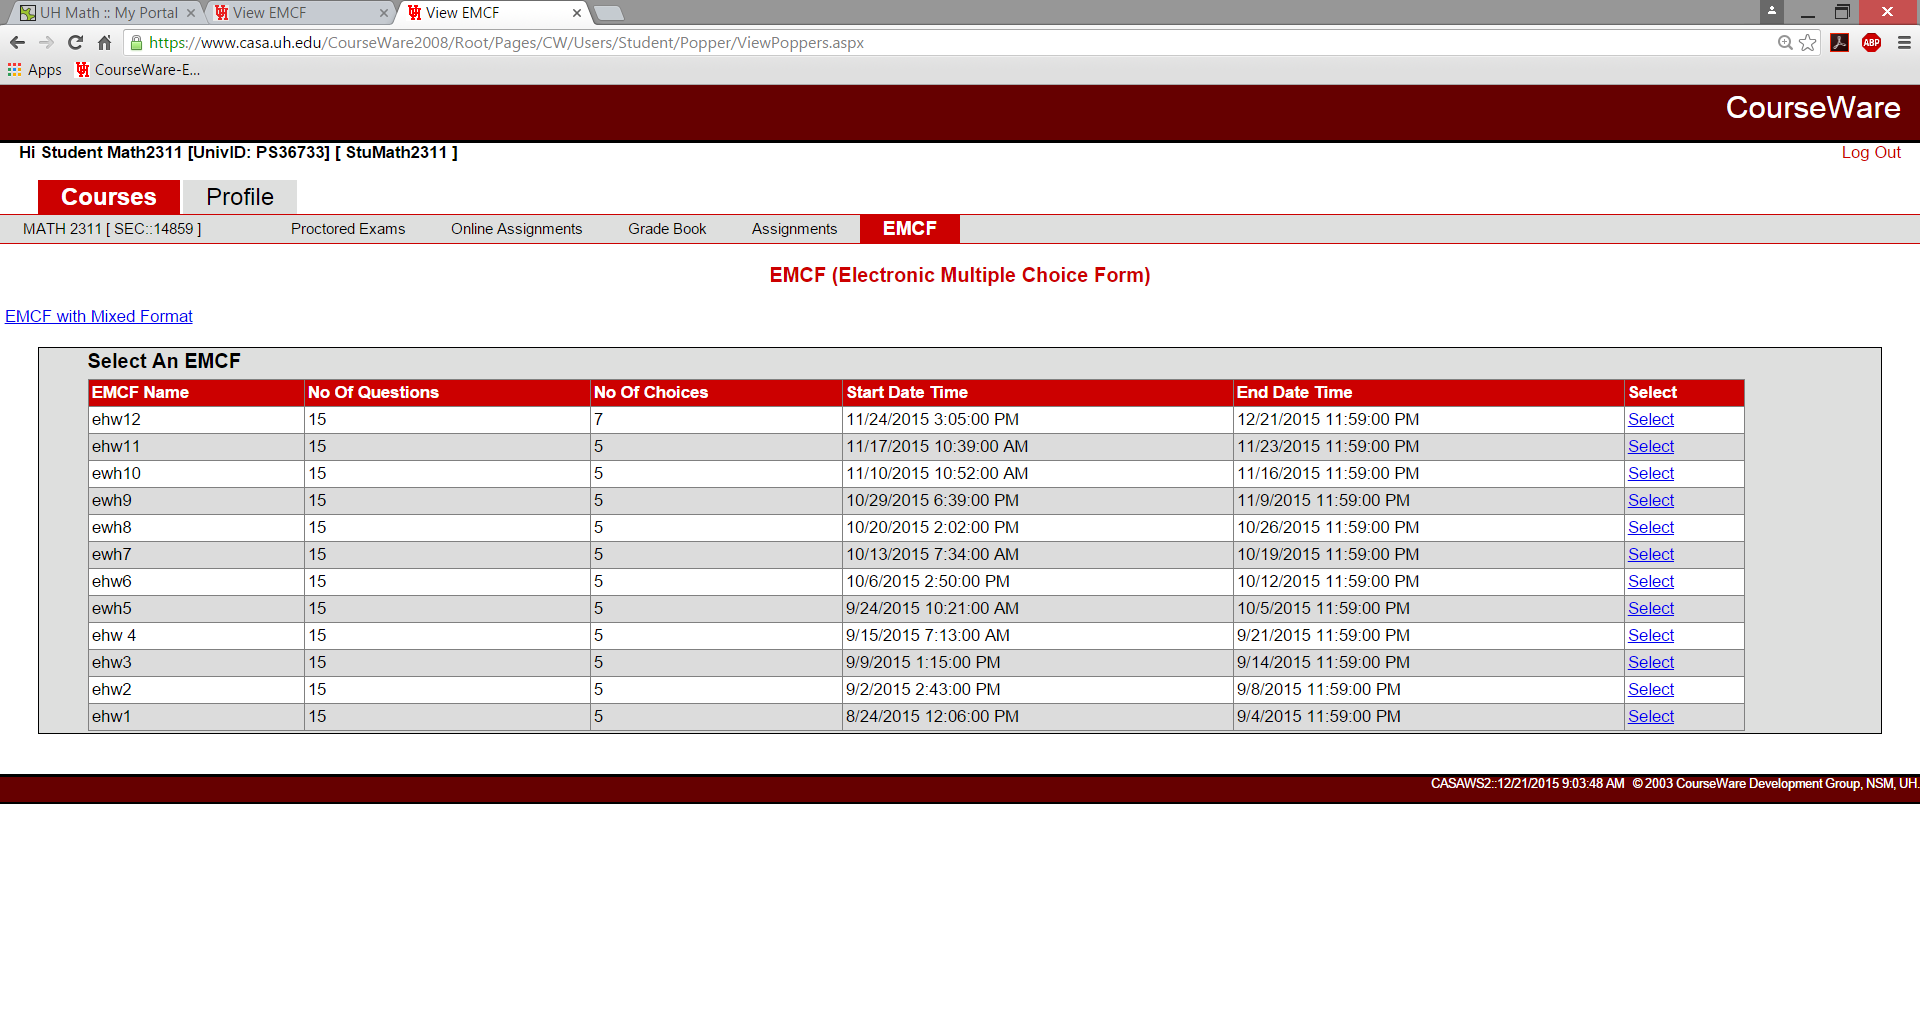 UH Math :: My Portal
View EMCF
View EMCF
https://www.casa.uh.edu/CourseWare2008/Root/Pages/CW/Users/Student/Popper/ViewPoppers.aspx
ABP
Apps CourseWare-E...
CourseWare
Hi Student Math2311 [UnivID: PS36733] [ StuMath2311 ] Log Out
Courses Profile
MATH 2311 [ SEC::14859 ] Proctored Exams Online Assignments Grade Book Assignments EMCF
EMCF (Electronic Multiple Choice Form)
EMCF with Mixed Format
Select An EMCF
EMCF Name No Of Questions No Of Choices Start Date Time End Date Time Select
ehw12 15 7 11/24/2015 3:05:00 PM 12/21/2015 11:59:00 PM Select
ehw11 15 5 11/17/2015 10:39:00 AM 11/23/2015 11:59:00 PM Select
ewh10 15 5 11/10/2015 10:52:00 AM 11/16/2015 11:59:00 PM Select
ewh9 15 5 10/29/2015 6:39:00 PM 11/9/2015 11:59:00 PM Select
ewh8 15 5 10/20/2015 2:02:00 PM 10/26/2015 11:59:00 PM Select
ewh7 15 5 10/13/2015 7:34:00 AM 10/19/2015 11:59:00 PM Select
ehw6 15 5 10/6/2015 2:50:00 PM 10/12/2015 11:59:00 PM Select
ewh5 15 5 9/24/2015 10:21:00 AM 10/5/2015 11:59:00 PM Select
ehw 4 15 5 9/15/2015 7:13:00 AM 9/21/2015 11:59:00 PM Select
ehw3 15 5 9/9/2015 1:15:00 PM 9/14/2015 11:59:00 PM Select
ehw2 15 5 9/2/2015 2:43:00 PM 9/8/2015 11:59:00 PM Select
ehw1 15 5 8/24/2015 12:06:00 PM 9/4/2015 11:59:00 PM Select
CASAWS2::12/21/2015 9:03:48 AM © 2003 CourseWare Development Group, NSM, UH.